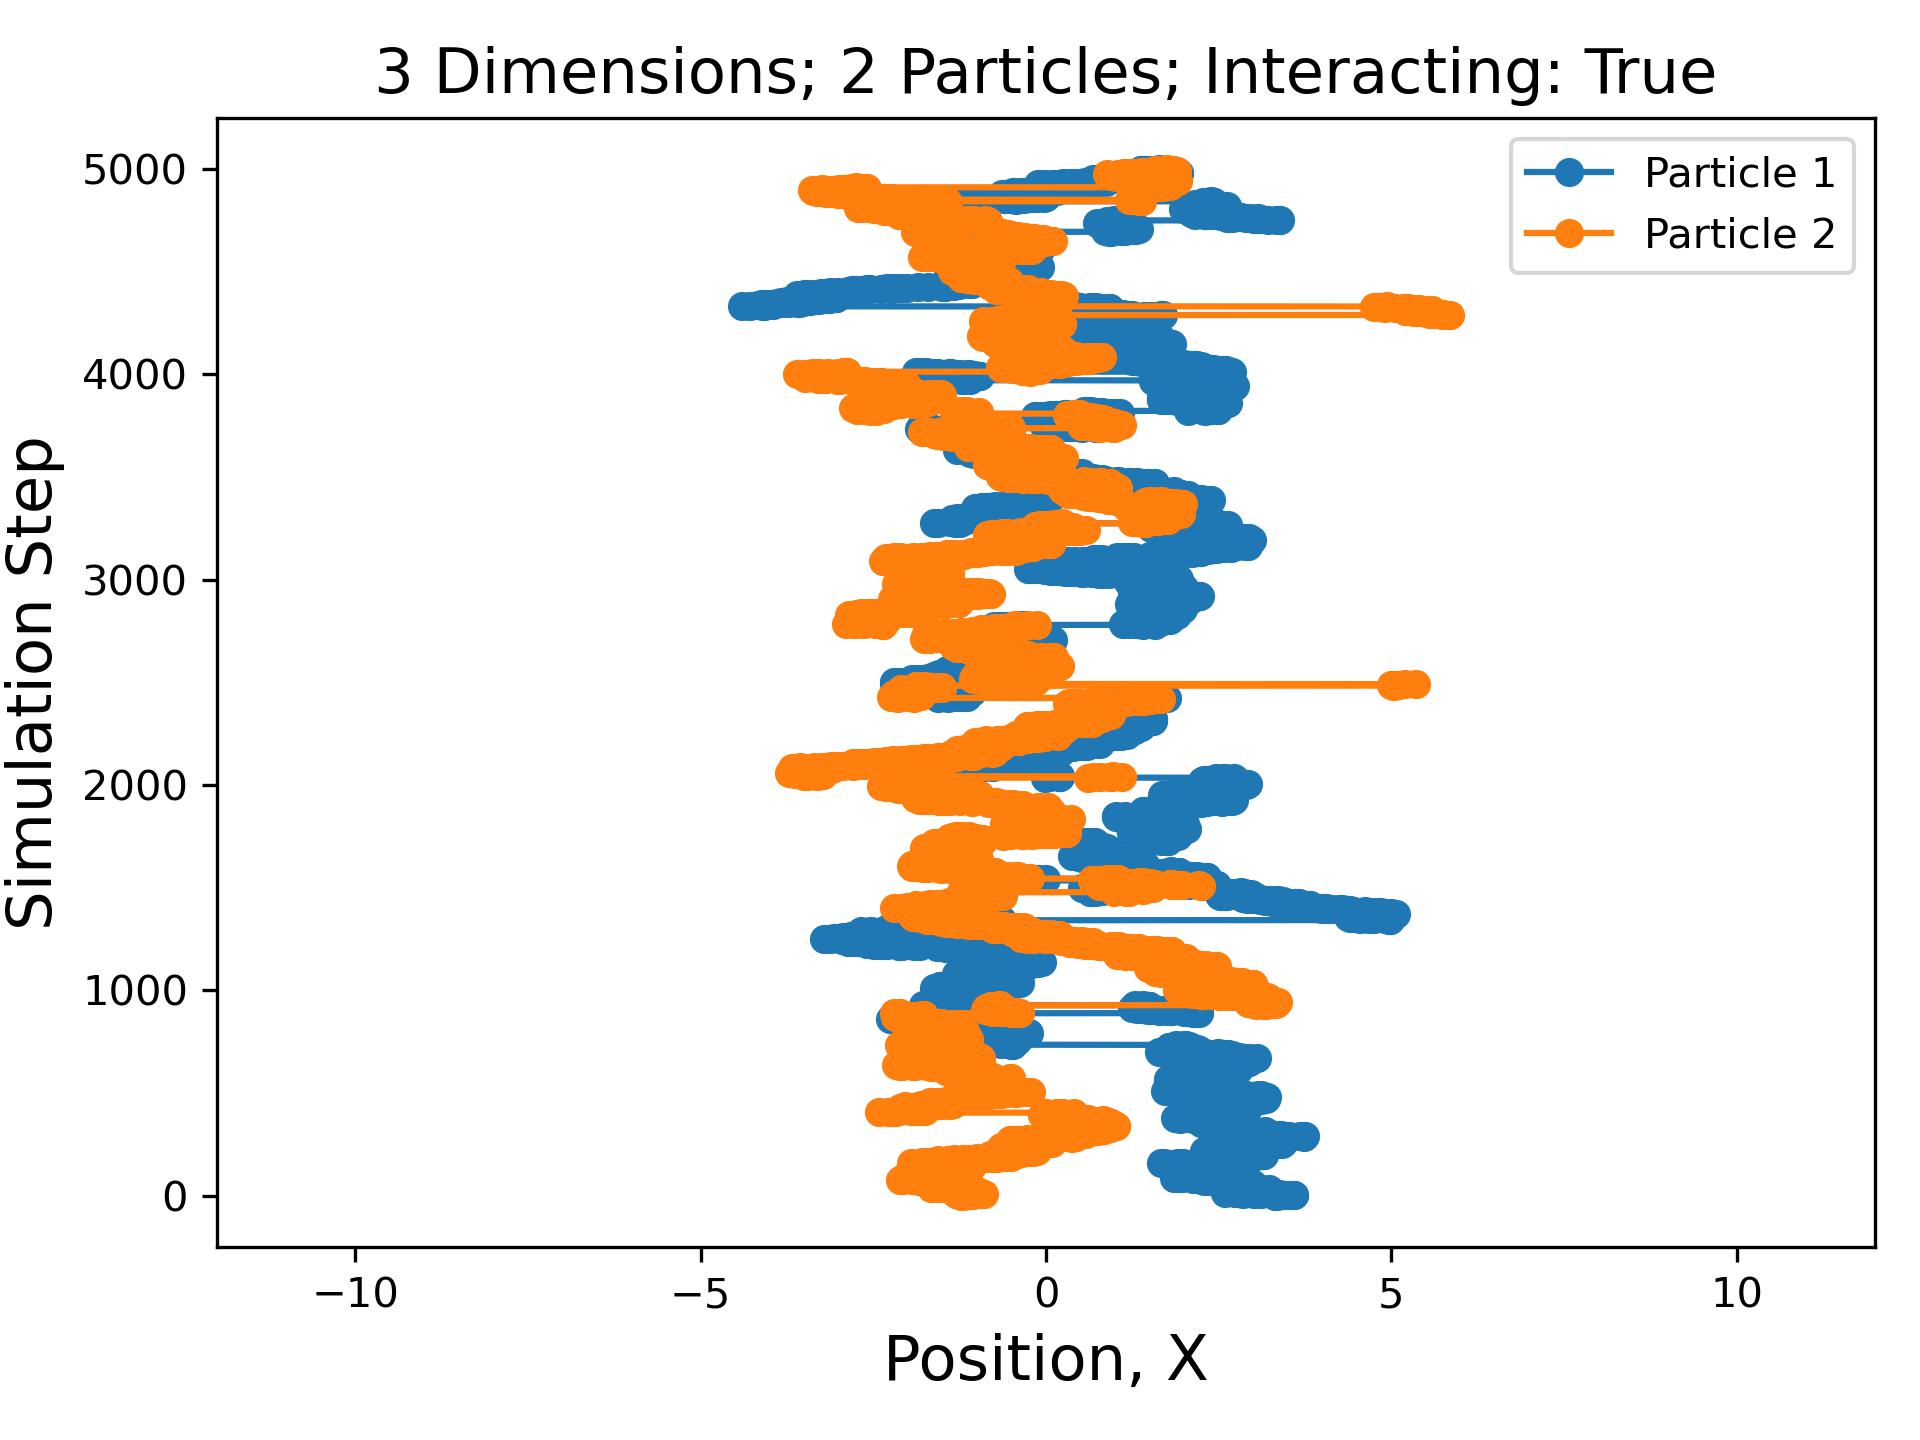 3 Dimensions; 2 Particles; Interacting: True
Particle 1
Particle 2
Simulation Step
5000
4000
3000
2000
1000
0
−10
−5
0
5
10
Position, X